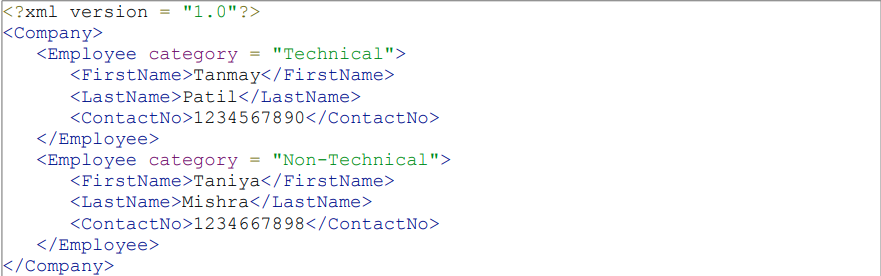 <?xml version = "1.0"?>
<Company>
   <Employee category = "Technical">
      <FirstName>Tanmay</FirstName>
      <LastName>Patil</LastName>
      <ContactNo>1234567890</ContactNo>
   </Employee>
   <Employee category = "Non-Technical">
      <FirstName>Taniya</FirstName>
      <LastName>Mishra</LastName>
      <ContactNo>1234667898</ContactNo>
   </Employee>
</Company>